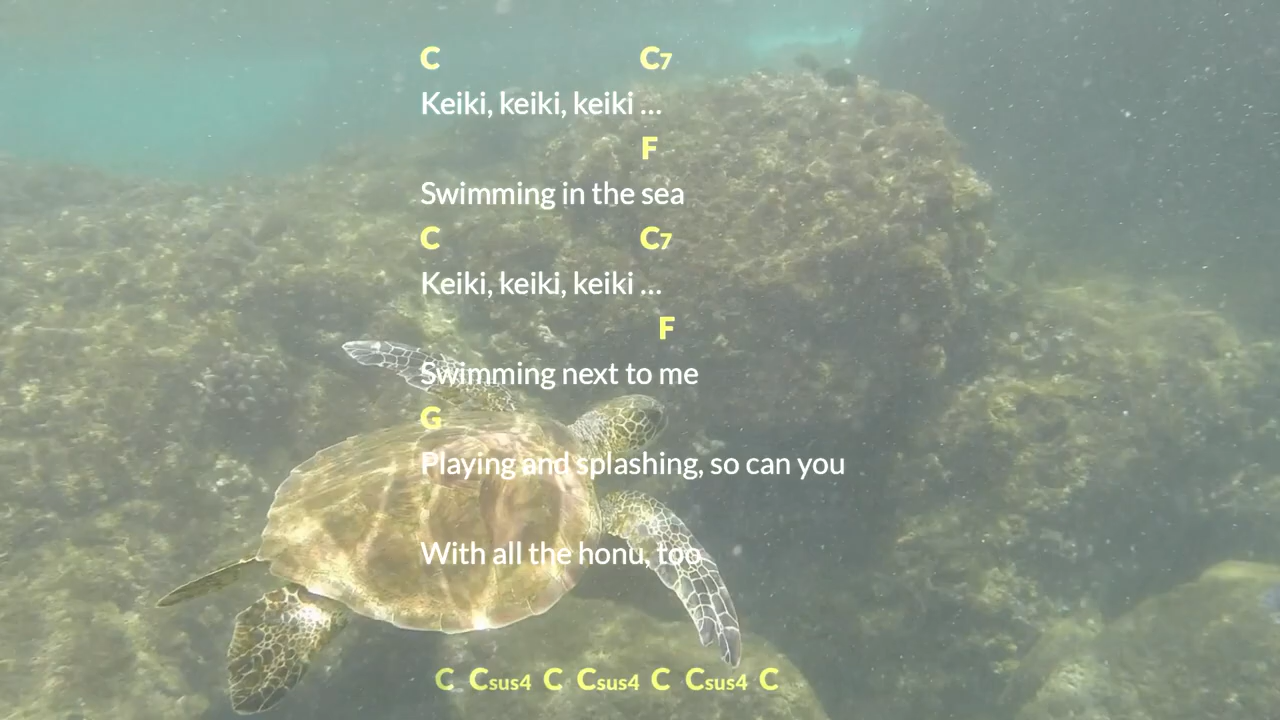 C C7
Keiki, keiki, keiki ...
F
Swimming in the sea
C C7
Keiki, keiki, keiki ...
F
Swimming next to me
G
Playing and splashing, so can you
With all the honu, too
C Csus4 C Csus4 C Csus4 C